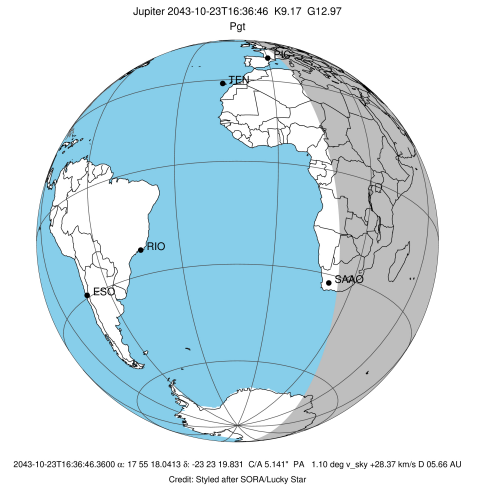 Jupiter 2043-10-23T16:36:46 K9.17 G12.97
Pgt
PIC
TEN
RIO
SAAO
ESO
2043-10-23T16:36:46.3600 α: 17 55 18.0413 δ: -23 23 19.831 C/A 5.141" PA 1.10 deg v_sky +28.37 km/s D 05.66 AU
Credit: Styled after SORA/Lucky Star